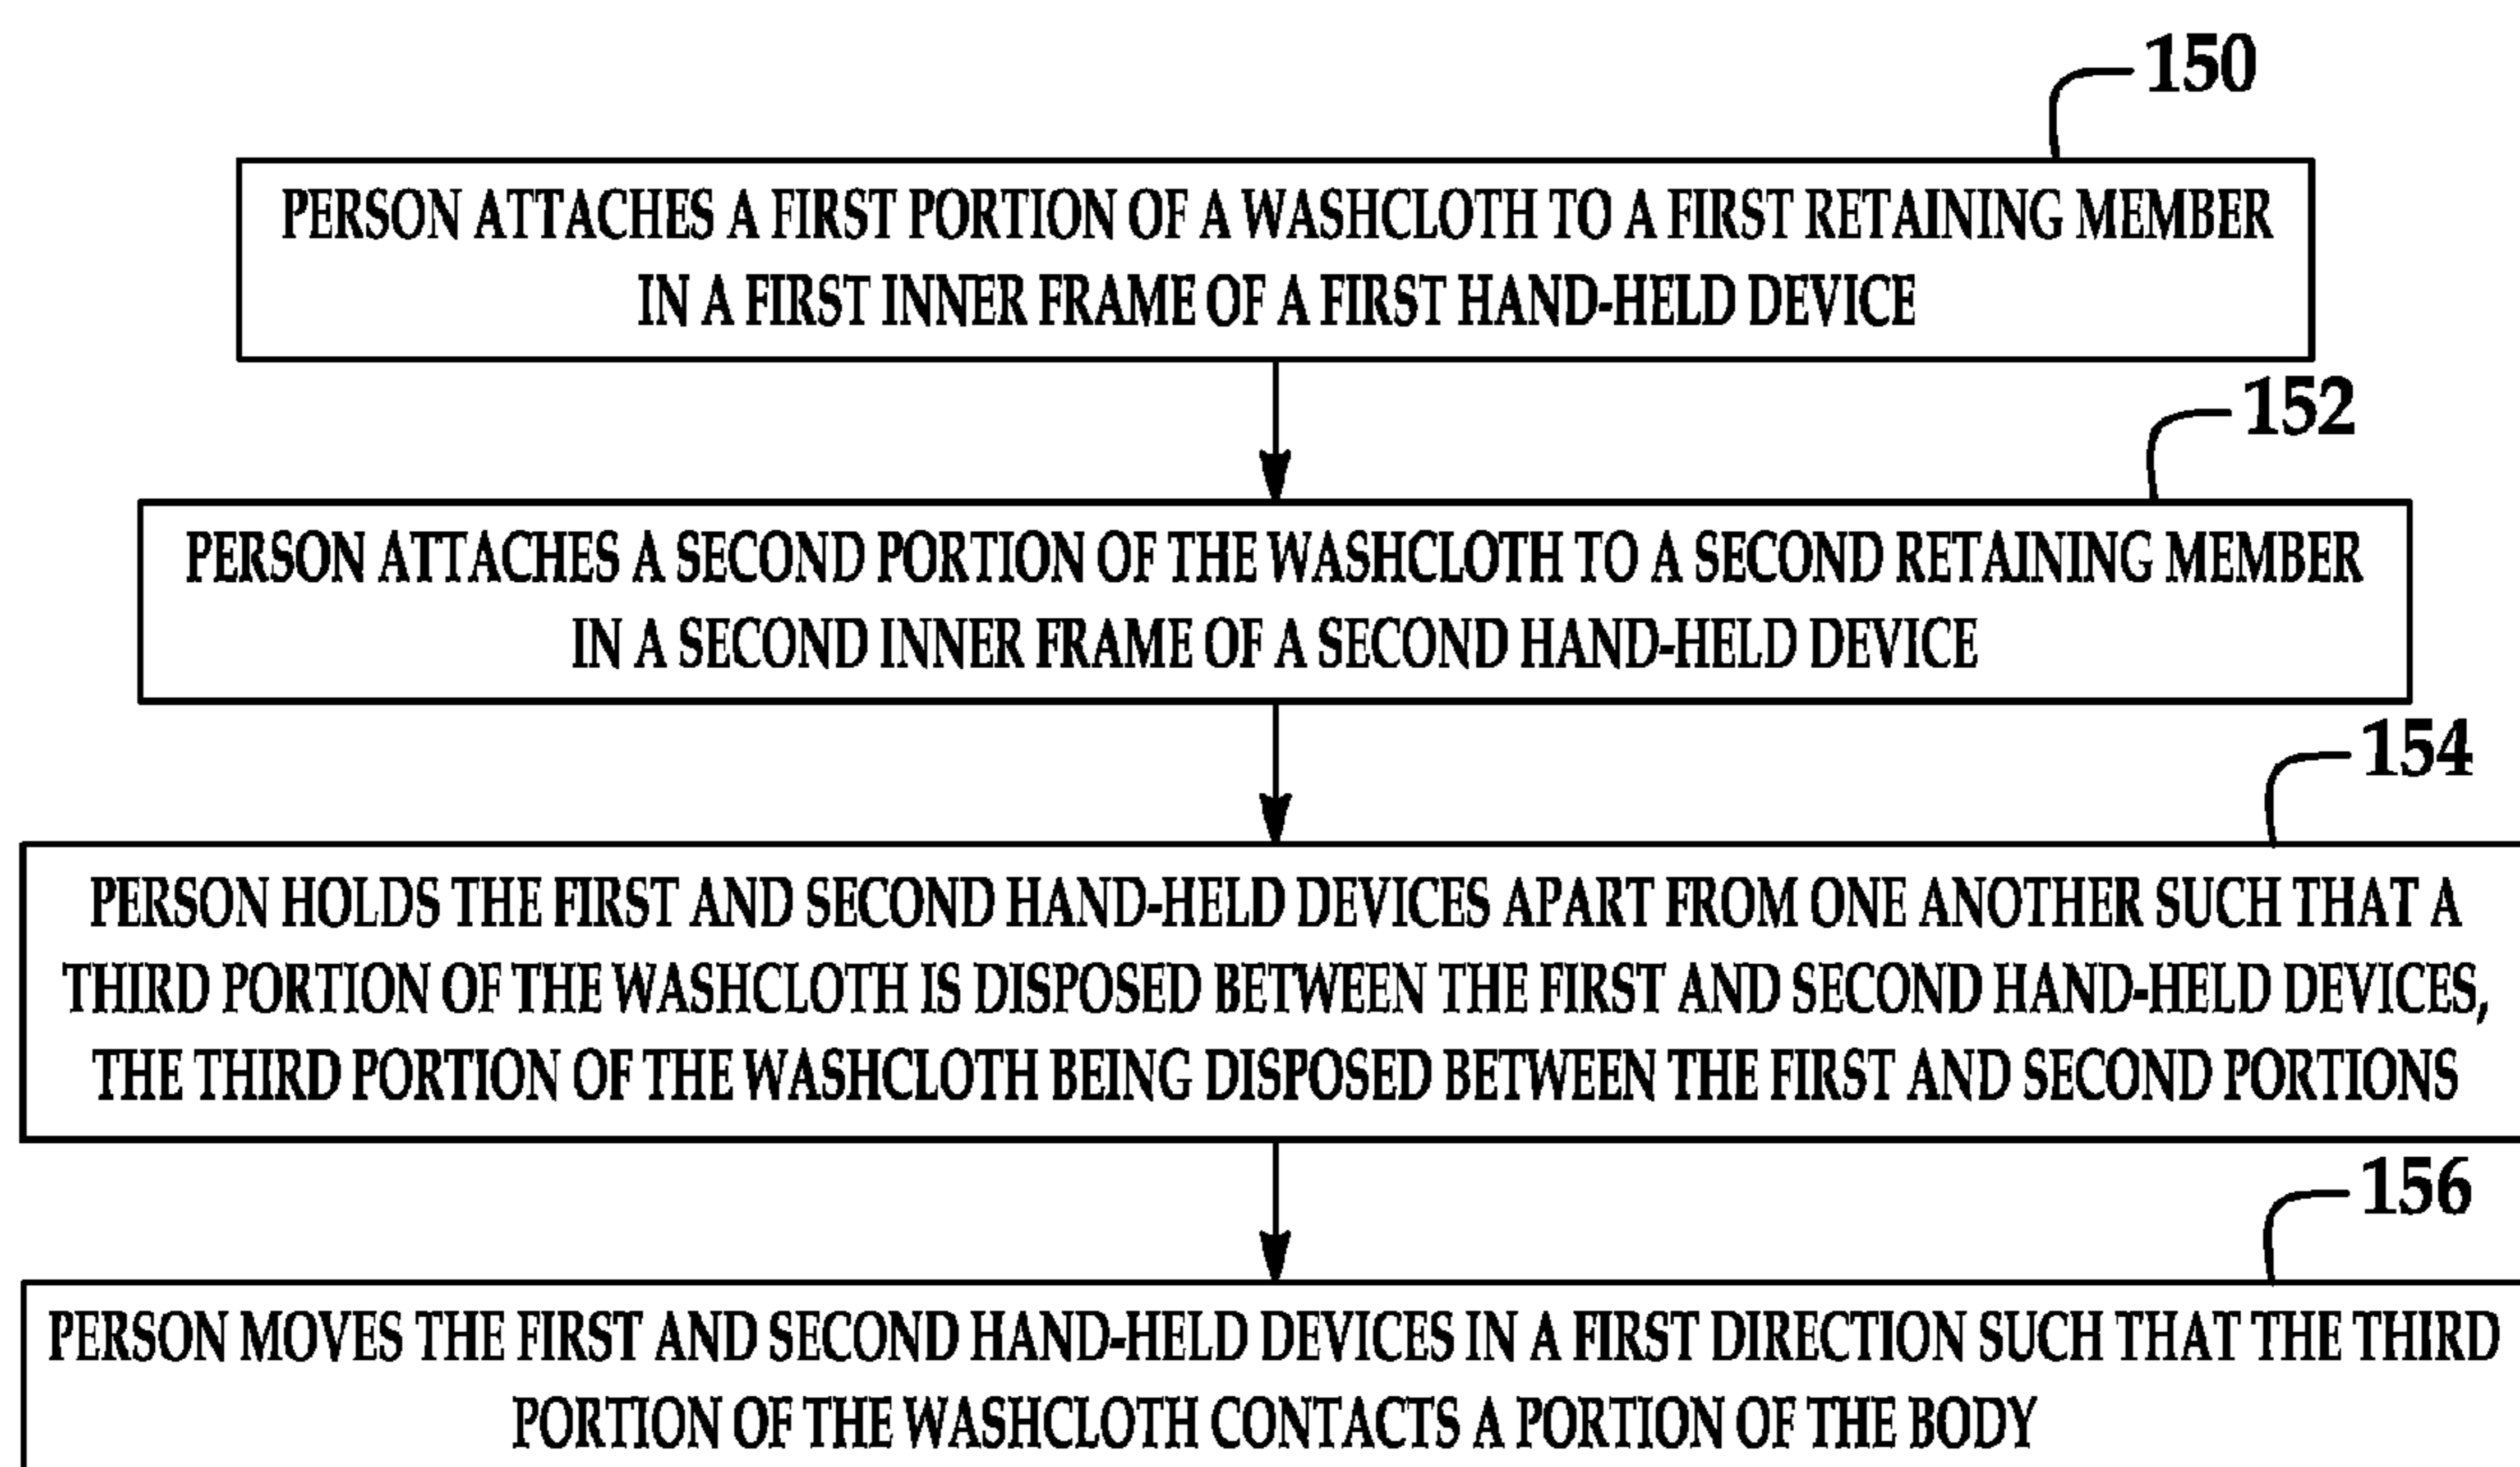 150
PERSON ATTACHES A FIRST PORTION OF A WASHCLOTH TO A FIRST RETAINING MEMBER
IN A FIRST INNER FRAME OF A FIRST HAND-HELD DEVICE
152
PERSON ATTACHES A SECOND PORTION OF THE WASHCLOTH TO A SECOND RETAINING MEMBER
IN A SECOND INNER FRAME OF A SECOND HAND-HELD DEVICE
154
PERSON HOLDS THE FIRST AND SECOND HAND-HELD DEVICES APART FROM ONE ANOTHER SUCH THAT A
THIRD PORTION OF THE WASHCLOTH IS DISPOSED BETWEEN THE FIRST AND SECOND HAND-HELD DEVICES,
THE THIRD PORTION OF THE WASHCLOTH BEING DISPOSED BETWEEN THE FIRST AND SECOND PORTIONS
156
PERSON MOVES THE FIRST AND SECOND HAND-HELD DEVICES IN A FIRST DIRECTION SUCH THAT THE THIRD
PORTION OF THE WASHCLOTH CONTACTS A PORTION OF THE BODY